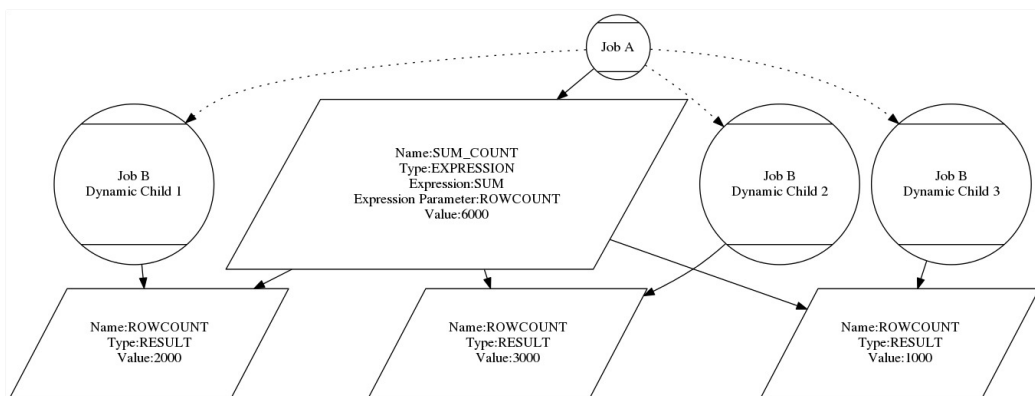 Job A
Job B
Dynamic Child 1
Name:SUM_COUNT
Type:EXPRESSION
Expression:SUM
Expression Parameter:ROWCOUNT
Value:6000
Job B
Dynamic Child 2
Job B
Dynamic Child 3
Name:ROWCOUNT
Type:RESULT
Value:2000
Name:ROWCOUNT
Type:RESULT
Value:3000
Name:ROWCOUNT
Type:RESULT
Value:1000